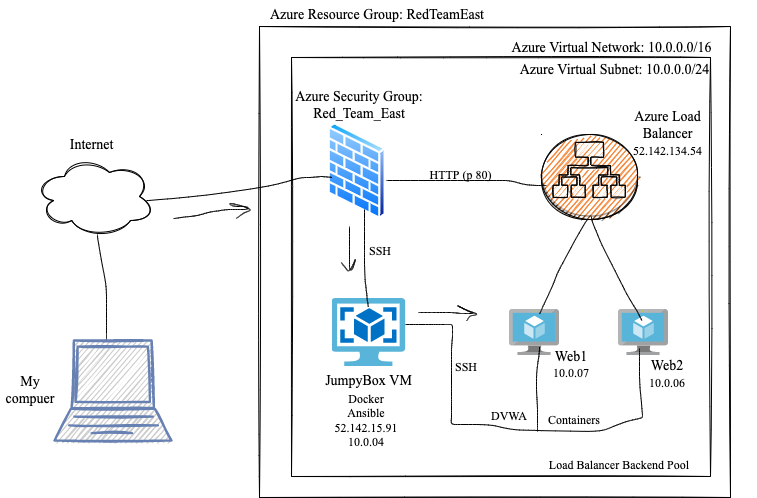 Azure Resource Group: RedTeamEast
Azure Virtual Network: 10.0.0.0/16
Azure Virtual Subnet: 10.0.0.0/24
Azure Security Group:
Red_Team_East
Azure Load
Balancer
52.142.134.54
Internet
HTTP (p 80)
SSH
My
compuer
JumpyBox VM
Docker
Ansible
52.142.15.91
10.0.04
SSH
Web1
10.0.07
Web2
10.0.06
DVWA
Containers
Load Balancer Backend Pool